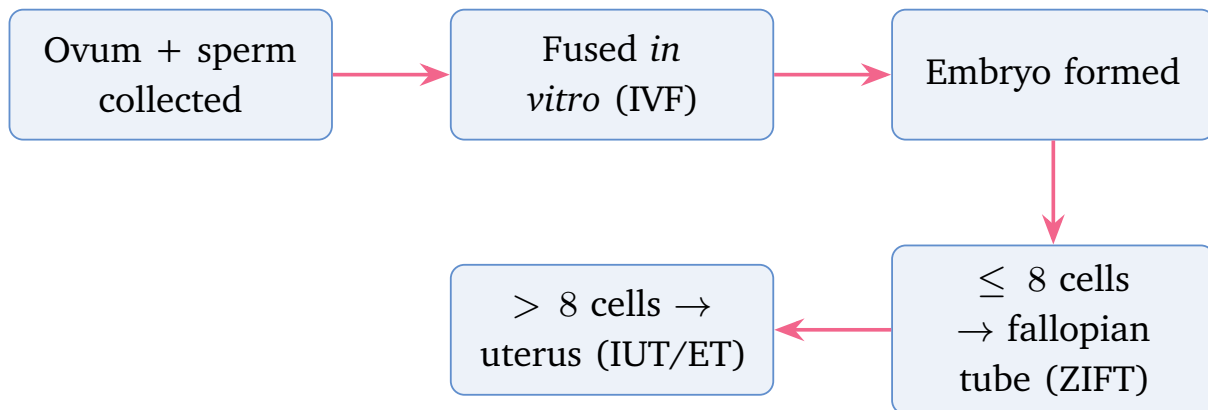 Ovum + sperm
collected
Fused in
vitro (IVF)
Embryo formed
≤ 8 cells
→ fallopian
tube (ZIFT)
> 8 cells →
uterus (IUT/ET)